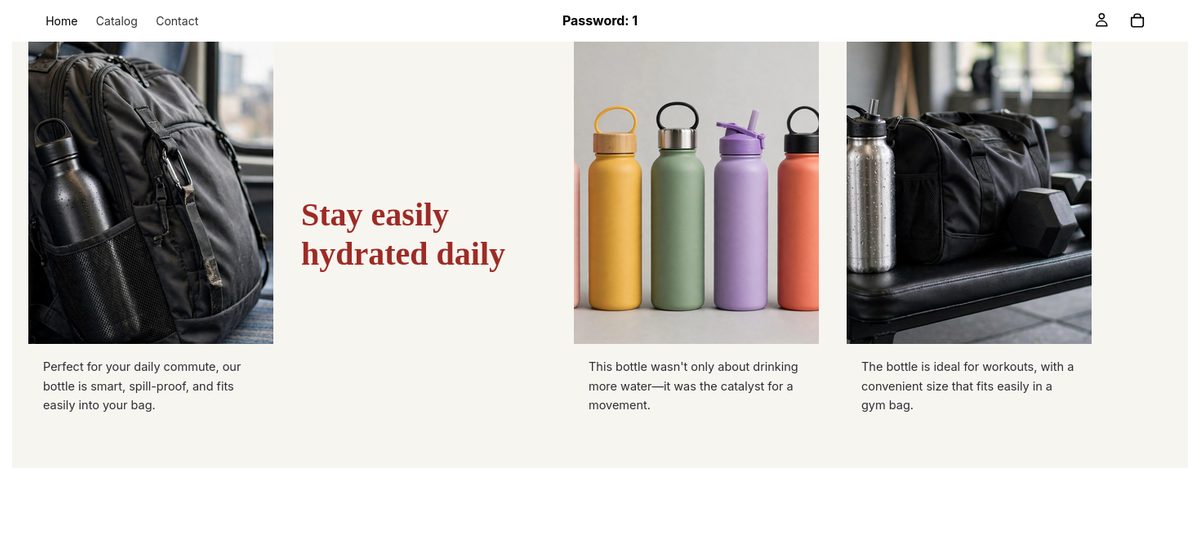 Home Catalog Contact
Password: 1
Stay easily
hydrated daily
Perfect for your daily commute, our
bottle is smart, spill-proof, and fits
easily into your bag.
This bottle wasn't only about drinking
more water—it was the catalyst for a
movement.
The bottle is ideal for workouts, with a
convenient size that fits easily in a
gym bag.